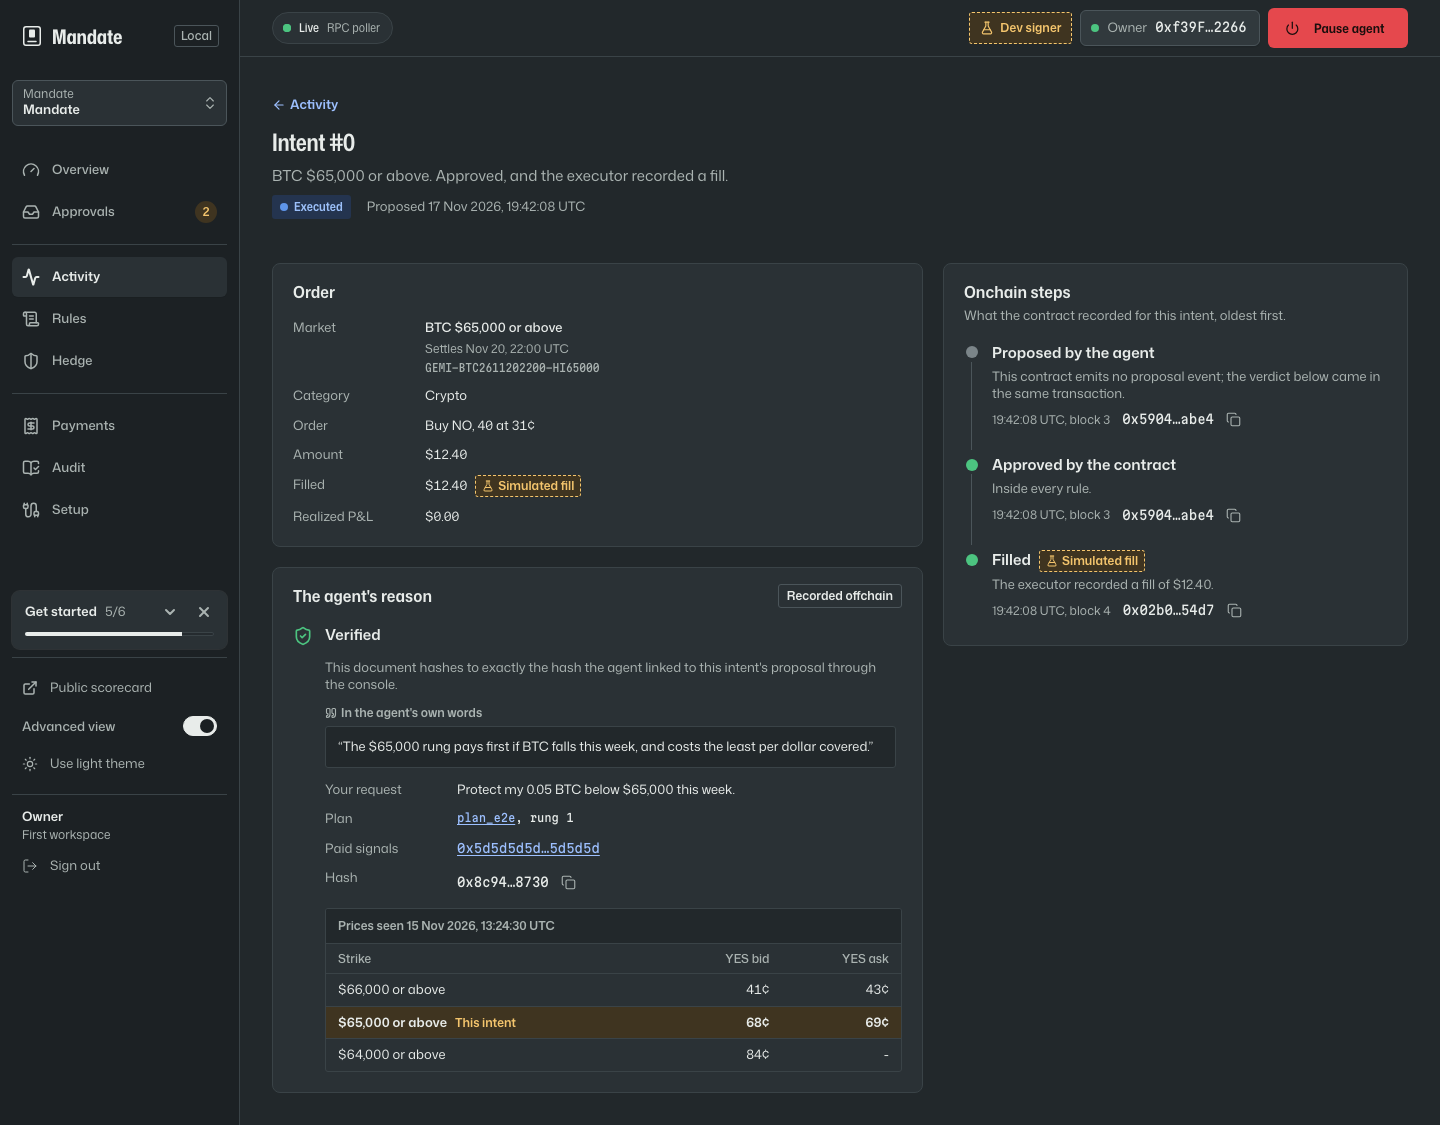 Mandate
Local
Mandate
Mandate
Overview
Approvals 2
Activity
Rules
Hedge
Payments
Audit
Setup
Get started 5/6
Public scorecard
Advanced view
Use light theme
Owner
First workspace
Sign out
Live RPC poller
Dev signer
Owner 0xf39F…2266
Pause agent
Activity
Intent #0
BTC $65,000 or above. Approved, and the executor recorded a fill.
Executed Proposed 17 Nov 2026, 19:42:08 UTC
Order
Market BTC $65,000 or above
Settles Nov 20, 22:00 UTC
GEMI-BTC2611202200-HI65000
Category Crypto
Order Buy NO, 40 at 31¢
Amount $12.40
Filled $12.40 Simulated fill
Realized P&L $0.00
The agent's reason Recorded offchain
Verified
This document hashes to exactly the hash the agent linked to this intent's proposal through
the console.
In the agent's own words
“The $65,000 rung pays first if BTC falls this week, and costs the least per dollar covered.”
Your request Protect my 0.05 BTC below $65,000 this week.
Plan plan_e2e, rung 1
Paid signals 0x5d5d5d5d…5d5d5d
Hash 0x8c94…8730
Prices seen 15 Nov 2026, 13:24:30 UTC
Strike YES bid YES ask
$66,000 or above 41¢ 43¢
$65,000 or above This intent 68¢ 69¢
$64,000 or above 84¢ -
Onchain steps
What the contract recorded for this intent, oldest first.
Proposed by the agent
This contract emits no proposal event; the verdict below came in
the same transaction.
19:42:08 UTC, block 3 0x5904…abe4
Approved by the contract
Inside every rule.
19:42:08 UTC, block 3 0x5904…abe4
Filled Simulated fill
The executor recorded a fill of $12.40.
19:42:08 UTC, block 4 0x02b0…54d7